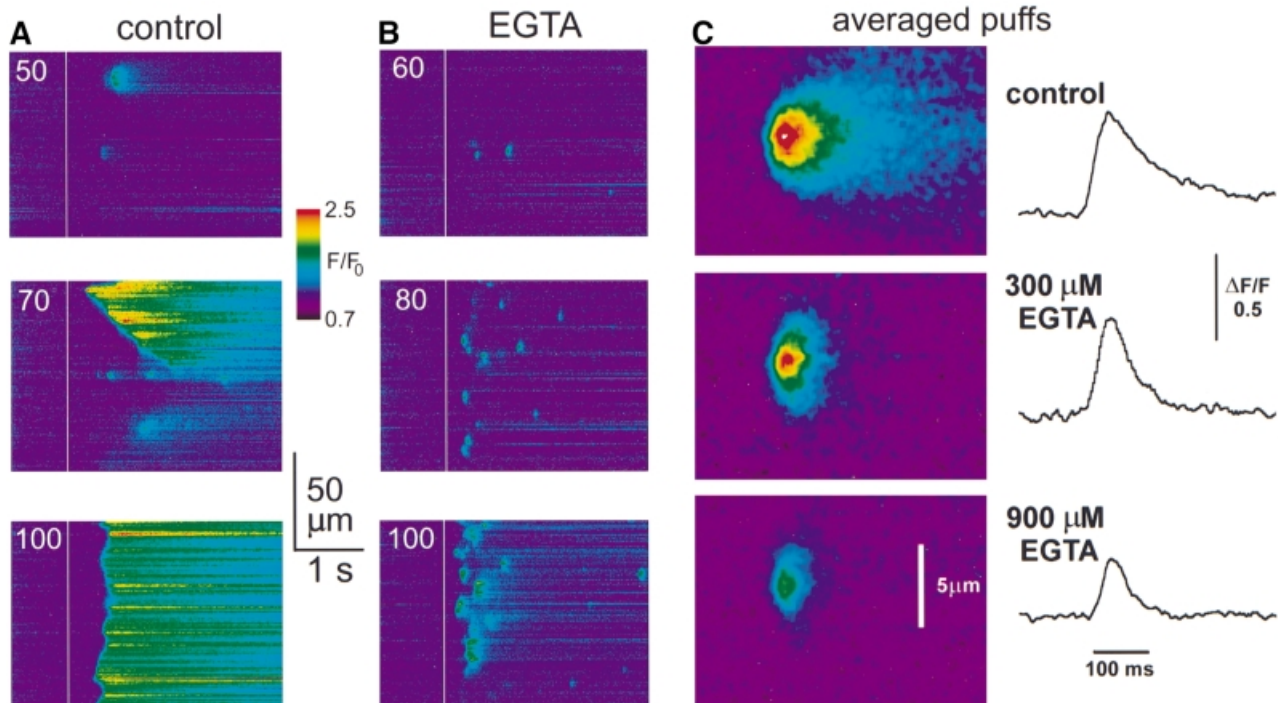 A control
50
70
100
2.5
F/F0
0.7
50
μm
1 s
B EGTA
60
80
100
C averaged puffs
control
300 μM
EGTA
ΔF/F
0.5
900 μM
EGTA
5μm
100 ms